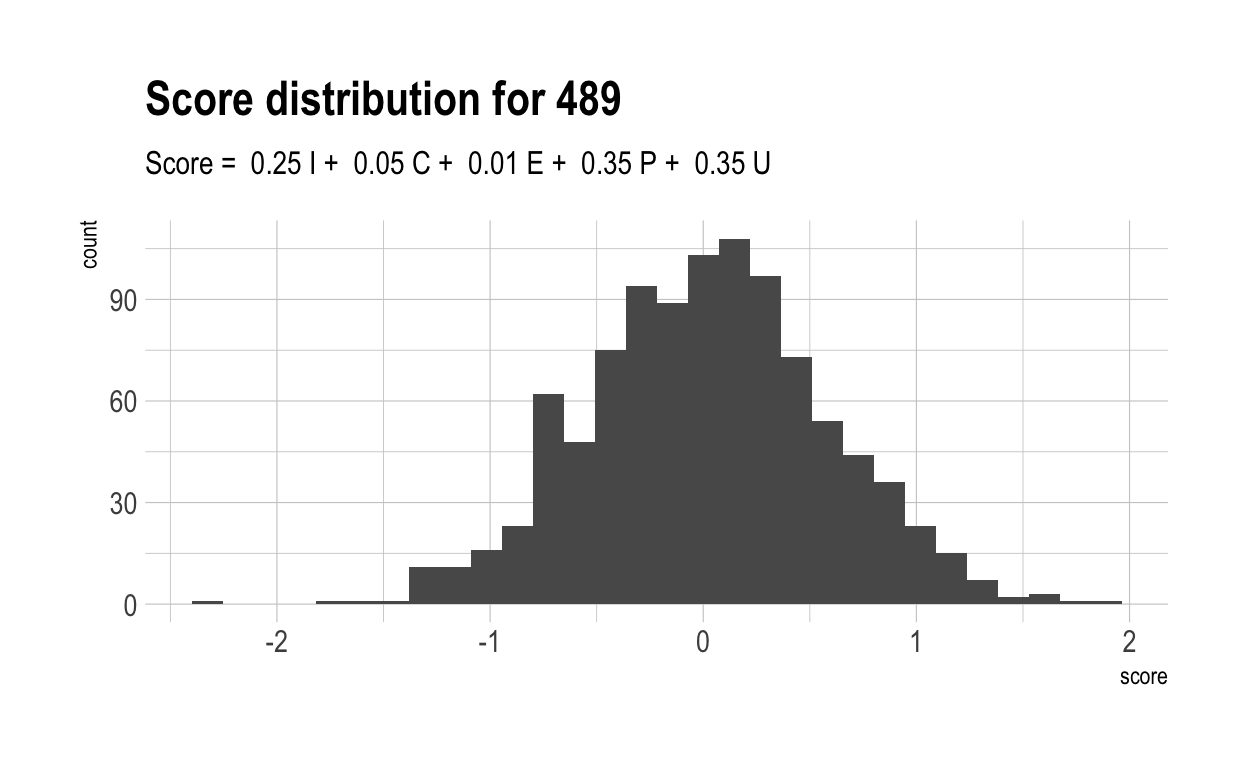 Score distribution for 489
Score =  0.25 I +  0.05 C +  0.01 E +  0.35 P +  0.35 U
count
90
60
30
0
-2
-1
0
1
2
score